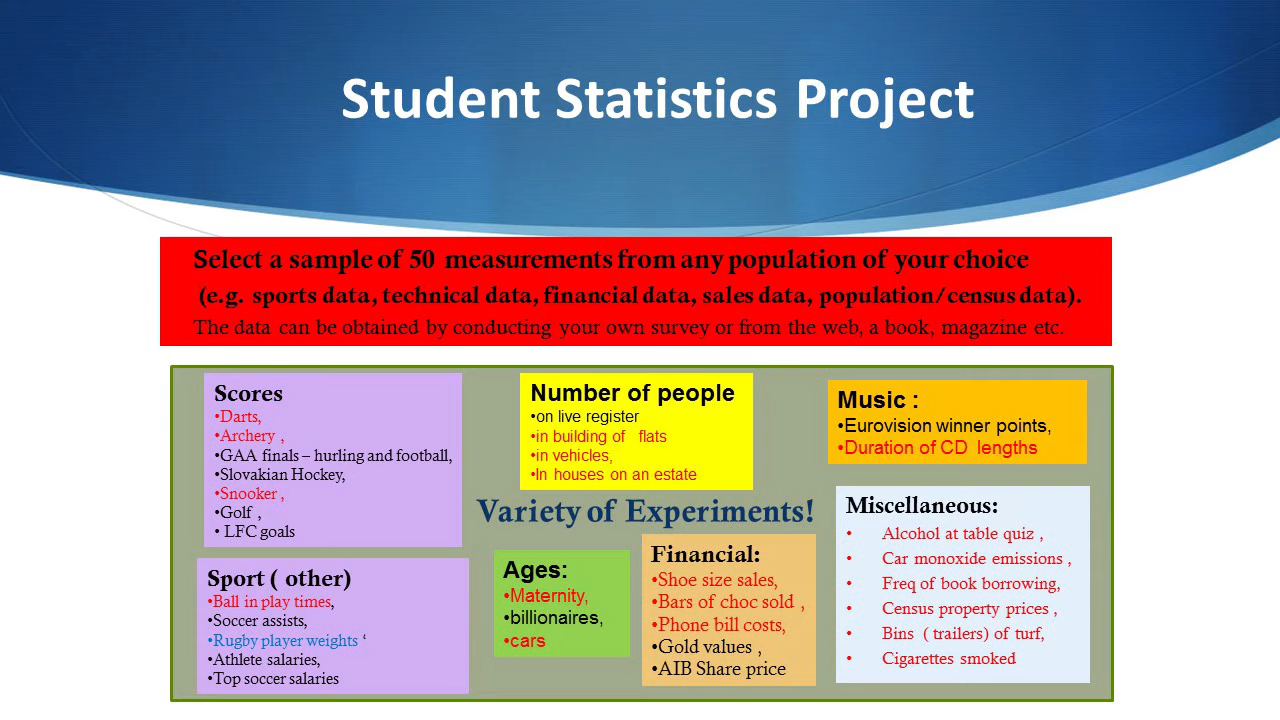 Student Statistics Project
Select a sample of 50 measurements from any population of your choice
(e.g. sports data, technical data, financial data, sales data, population/census data).
The data can be obtained by conducting your own survey or from the web, a book, magazine etc.
Scores
•Darts,
•Archery ,
•GAA finals – hurling and football,
•Slovakian Hockey,
•Snooker ,
•Golf ,
• LFC goals
Sport ( other)
•Ball in play times,
•Soccer assists,
•Rugby player weights ‘
•Athlete salaries,
•Top soccer salaries
Number of people
•on live register
•in building of flats
•in vehicles,
•In houses on an estate
Variety of Experiments!
Ages:
•Maternity,
•billionaires,
•cars
Financial:
•Shoe size sales,
•Bars of choc sold ,
•Phone bill costs,
•Gold values ,
•AIB Share price
Music :
•Eurovision winner points,
•Duration of CD lengths
Miscellaneous:
• Alcohol at table quiz ,
• Car monoxide emissions ,
• Freq of book borrowing,
• Census property prices ,
• Bins ( trailers) of turf,
• Cigarettes smoked